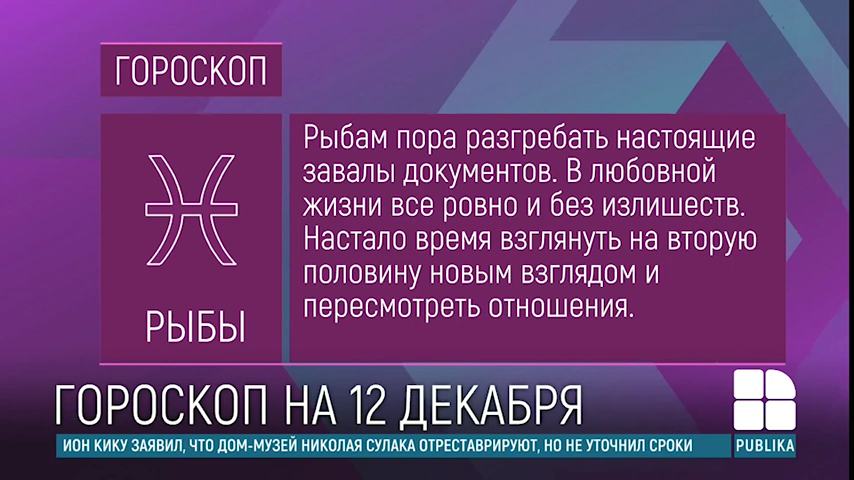 ГОРОСКОП
Рыбам пора разгребать настоящие
завалы документов. В любовной
жизни все ровно и без излишеств.
Настало время взглянуть на вторую
половину новым взглядом и
пересмотреть отношения.
РЫБЫ
ГОРОСКОП НА 12 ДЕКАБРЯ
ИОН КИКУ ЗАЯВИЛ, ЧТО ДОМ-МУЗЕЙ НИКОЛАЯ СУЛАКА ОТРЕСТАВРИРУЮТ, НО НЕ УТОЧНИЛ СРОКИ
PUBLIKA